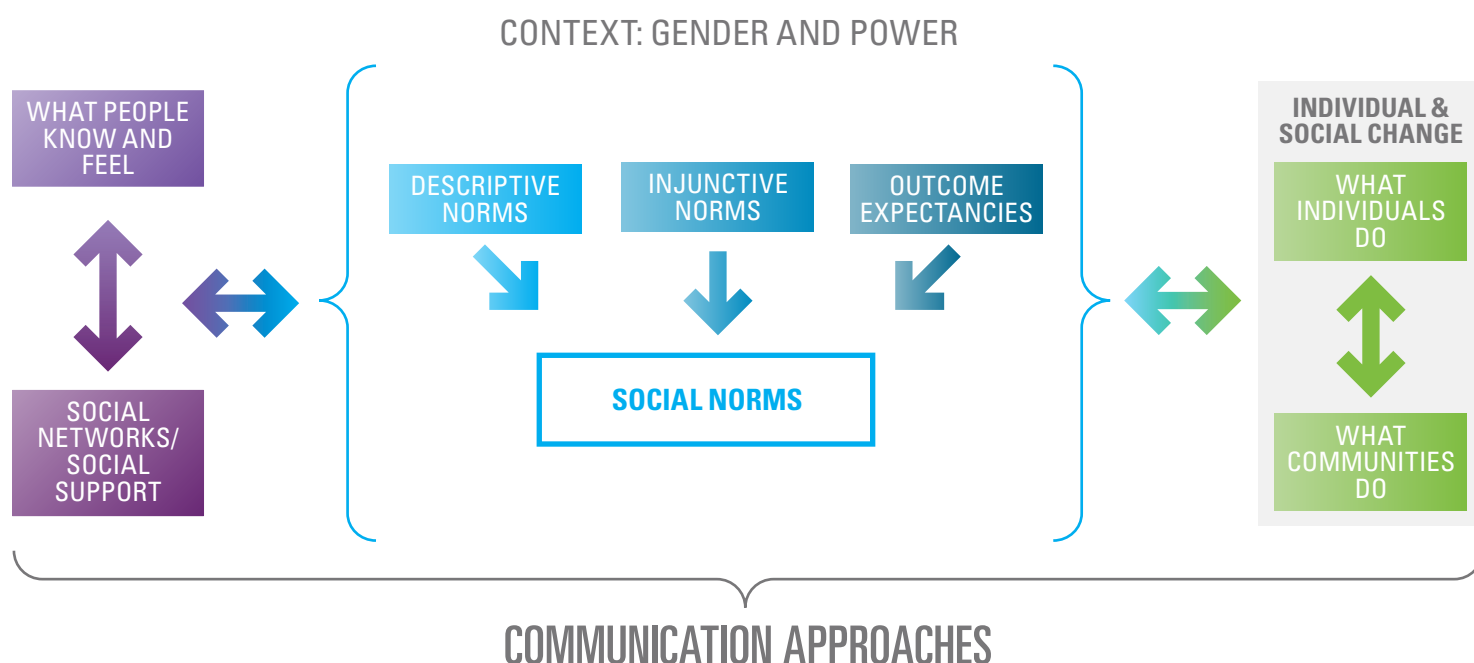 CONTEXT: GENDER AND POWER
WHAT PEOPLE
KNOW AND
FEEL
SOCIAL
NETWORKS/
SOCIAL
SUPPORT
DESCRIPTIVE
NORMS
INJUNCTIVE
NORMS
OUTCOME
EXPECTANCIES
SOCIAL NORMS
INDIVIDUAL &
SOCIAL CHANGE
WHAT
INDIVIDUALS
DO
WHAT
COMMUNITIES
DO
COMMUNICATION APPROACHES